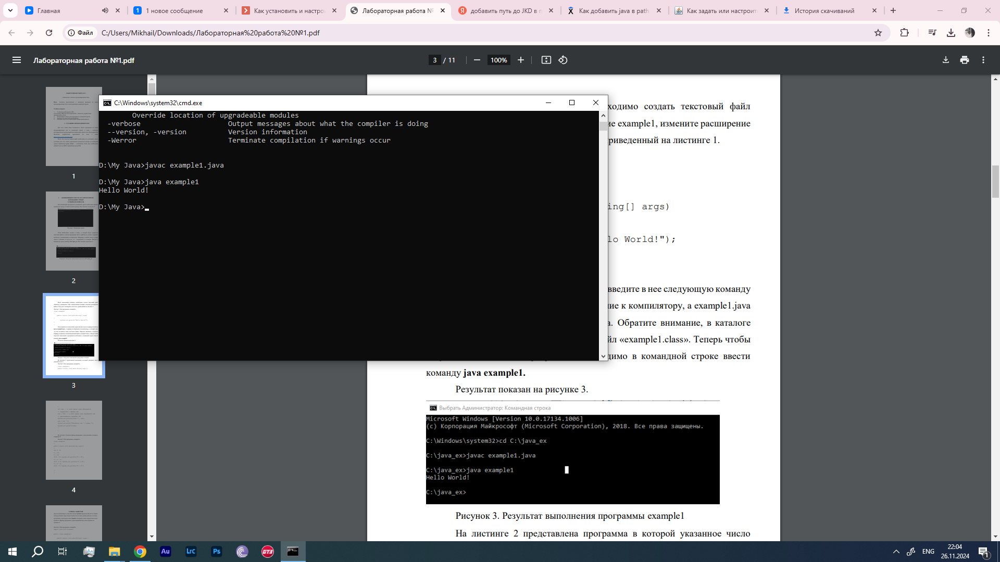 Главная
1 новое сообщение
Как установить и настро
Лабораторная работа №
добавить путь до JKD в п
Как добавить java в path
Как задать или настроит
История скачиваний
Файл
C:/Users/Mikhail/Downloads/Лабораторная%20работа%20№1.pdf
Лабораторная работа №1.pdf
3 / 11
100%
1
2
3
4
C:\Windows\system32\cmd.exe
Override location of upgradeable modules
-verbose Output messages about what the compiler is doing
--version, -version Version information
-Werror Terminate compilation if warnings occur
D:\My Java>javac example1.java
D:\My Java>java example1
Hello World!
D:\My Java>
ходимо создать текстовый файл
ие example1, измените расширение
риведенный на листинге 1.
ing[] args)
lo World!");
введите в нее следующую команду
ие к компилятору, а example1.java
а. Обратите внимание, в каталоге
йл «example1.class». Теперь чтобы
димо в командной строке ввести
команду java example1.
Результат показан на рисунке 3.
Выбрать Администратор: Командная строка
Microsoft Windows [Version 10.0.17134.1006]
(c) Корпорация Майкрософт (Microsoft Corporation), 2018. Все права защищены.
C:\Windows\system32>cd C:\java_ex
C:\java_ex>javac example1.java
C:\java_ex>java example1
Hello World!
C:\java_ex>
Рисунок 3. Результат выполнения программы example1
На листинге 2 представлена программа в которой указанное число
Au
Lrc
Ps
GT3
ENG
22:04
26.11.2024
1